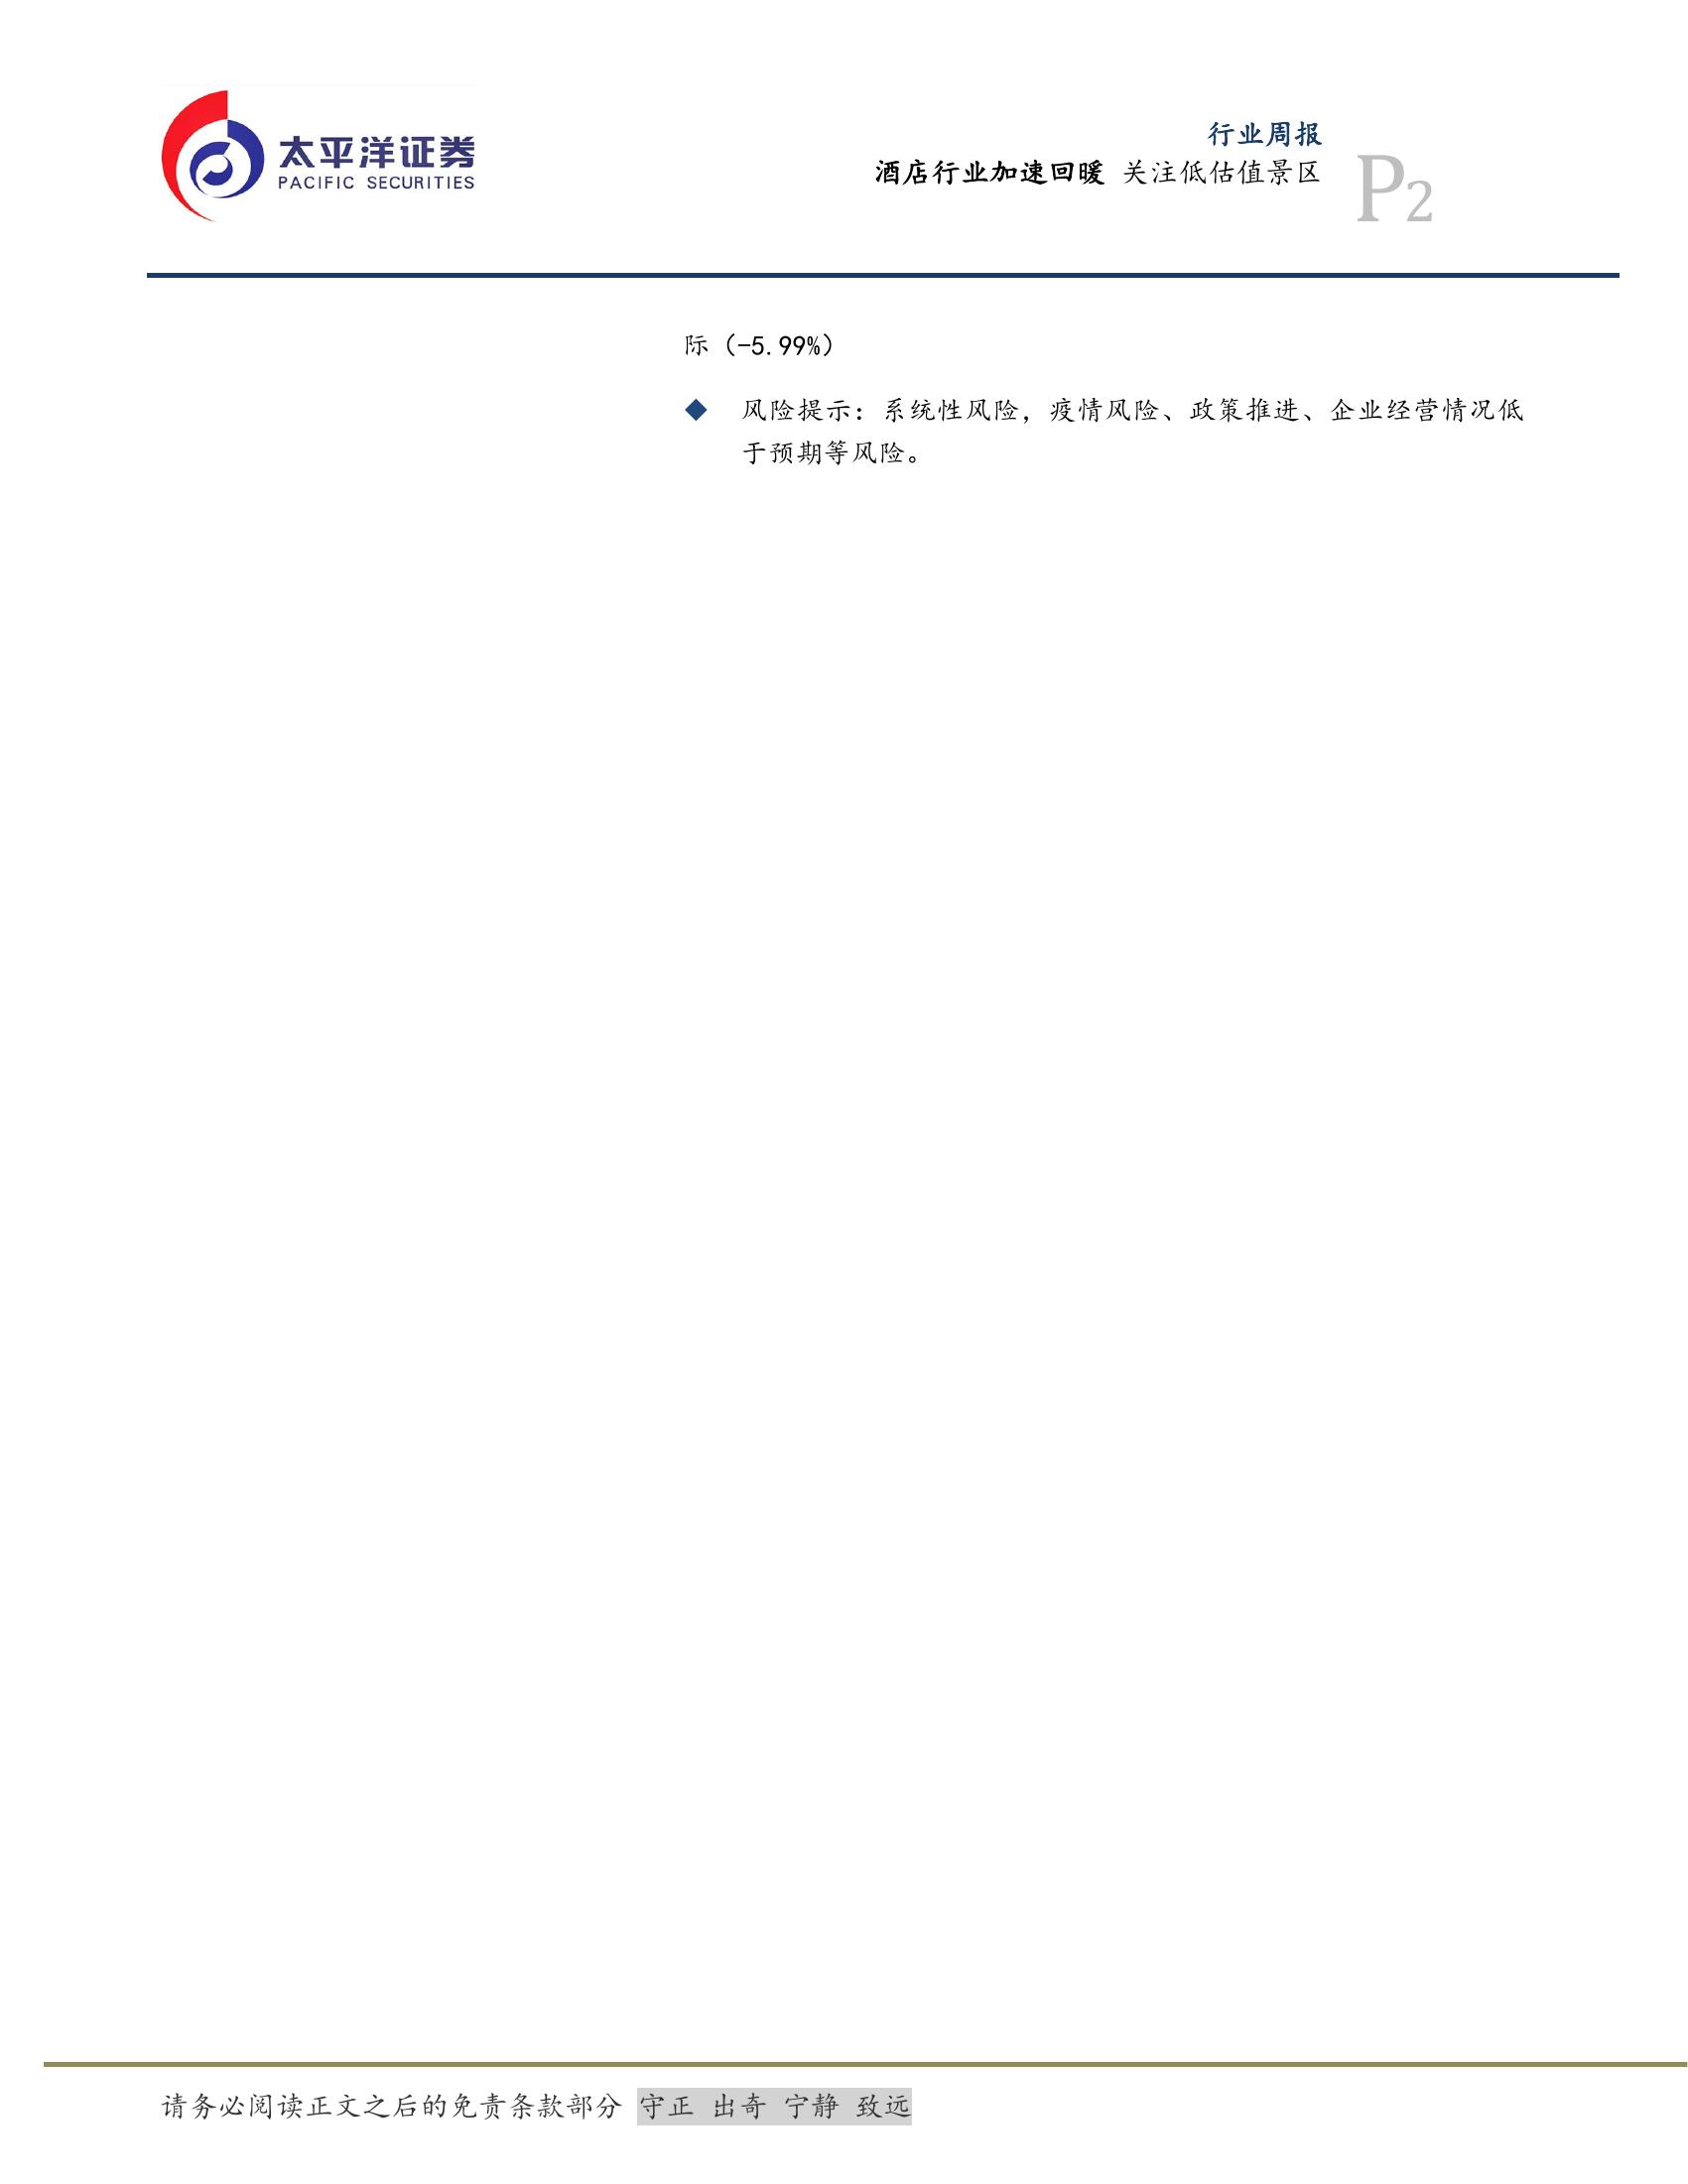 太平洋证券
PACIFIC SECURITIES
行业周报
酒店行业加速回暖 关注低估值景区
P2
际（-5.99%）
◆ 风险提示：系统性风险，疫情风险、政策推进、企业经营情况低
于预期等风险。
请务必阅读正文之后的免责条款部分 守正 出奇 宁静 致远